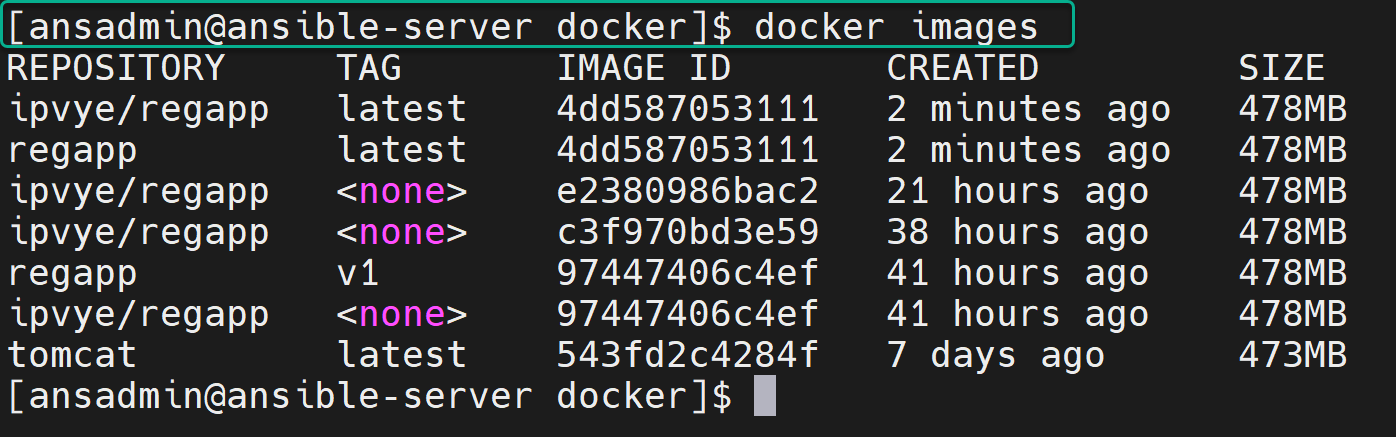 [ansadmin@ansible-server docker]$ docker images
REPOSITORY     TAG       IMAGE ID       CREATED         SIZE
ipvye/regapp   latest    4dd587053111   2 minutes ago   478MB
regapp         latest    4dd587053111   2 minutes ago   478MB
ipvye/regapp   <none>    e2380986bac2   21 hours ago    478MB
ipvye/regapp   <none>    c3f970bd3e59   38 hours ago    478MB
regapp         v1        97447406c4ef   41 hours ago    478MB
ipvye/regapp   <none>    97447406c4ef   41 hours ago    478MB
tomcat         latest    543fd2c4284f   7 days ago      473MB
[ansadmin@ansible-server docker]$